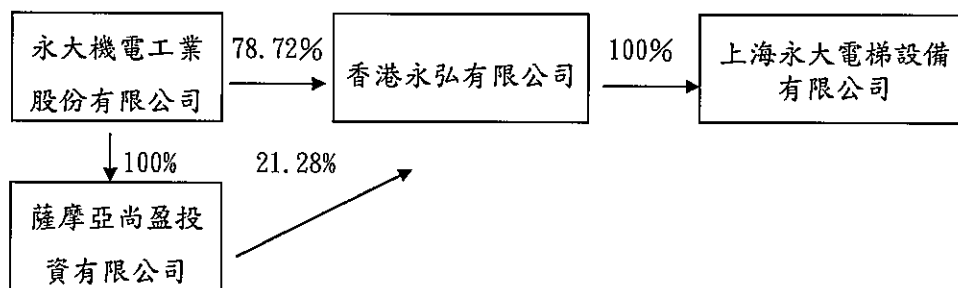 永大機電工業
股份有限公司
78.72%
香港永弘有限公司
100%
上海永大電梯設備
有限公司
100%
21.28%
薩摩亞尚盈投
資有限公司